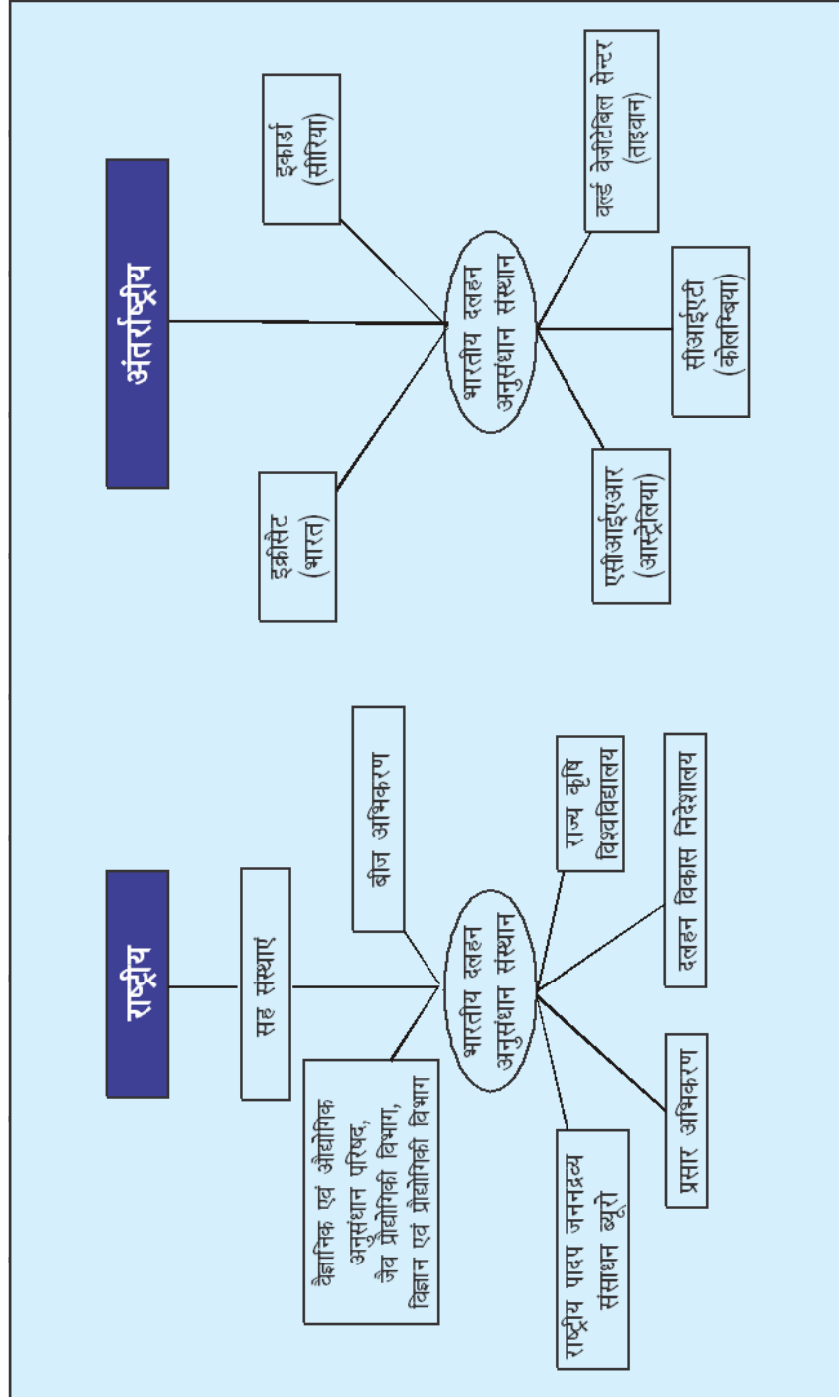 राष्ट्रीय
सह संस्थाएं
वैज्ञानिक एवं औद्योगिक
अनुसंधान परिषद,
जैव प्रौद्योगिकी विभाग,
विज्ञान एवं प्रौद्योगिकी विभाग
बीज अभिकरण
भारतीय दलहन
अनुसंधान संस्थान
राष्ट्रीय पादप जननद्रव्य
संसाधन ब्यूरो
प्रसार अभिकरण
दलहन विकास निदेशालय
राज्य कृषि
विश्वविद्यालय
अंतर्राष्ट्रीय
इक्रीसैट
(भारत)
इकार्डा
(सीरिया)
भारतीय दलहन
अनुसंधान संस्थान
एसीआईएआर
(आस्ट्रेलिया)
सीआईएटी
(कोलम्बिया)
वर्ल्ड वेजीटेबिल सेन्टर
(ताइवान)